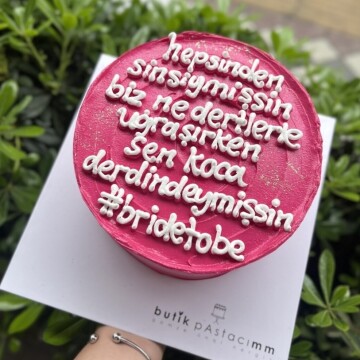 hepsinden
sinsiymişsin
biz ne dertlerle
uğraşırken
sen koca
derdindeymişsin
#bridetobe
butik pAstacımm